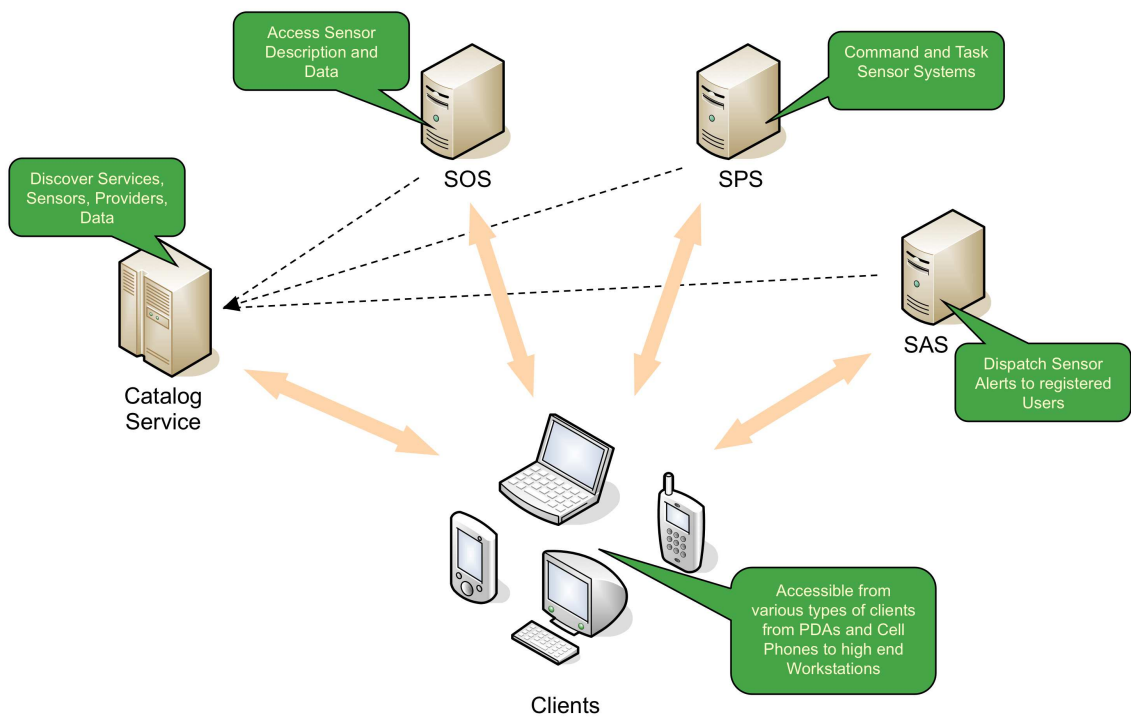 Access Sensor
Description and
Data
Command and Task
Sensor Systems
SOS
SPS
Discover Services,
Sensors, Providers,
Data
SAS
Dispatch Sensor
Alerts to registered
Users
Catalog
Service
Accessible from
various types of clients
from PDAs and Cell
Phones to high end
Workstations
Clients